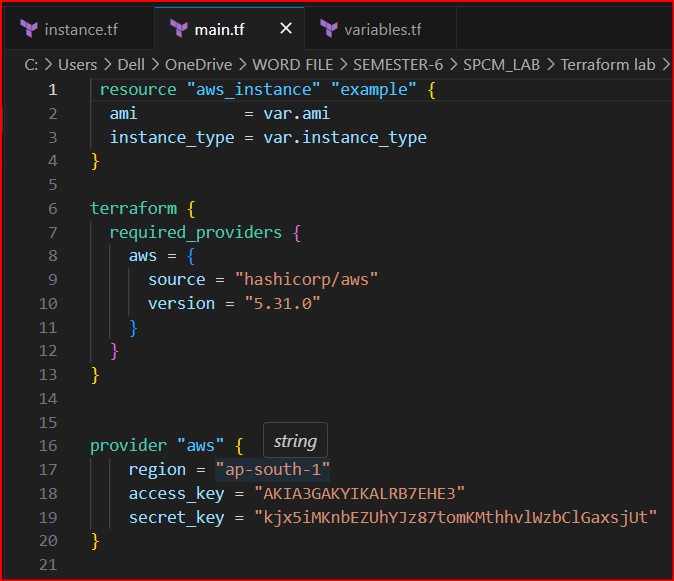 instance.tf main.tf variables.tf
C: > Users > Dell > OneDrive > WORD FILE > SEMESTER-6 > SPCM_LAB > Terraform lab >
1 resource "aws_instance" "example" {
2 ami = var.ami
3 instance_type = var.instance_type
4 }
5
6 terraform {
7 required_providers {
8 aws = {
9 source = "hashicorp/aws"
10 version = "5.31.0"
11 }
12 }
13 }
14
15
16 provider "aws" { string
17 region = "ap-south-1"
18 access_key = "AKIA3GAKYIKALRB7EHE3"
19 secret_key = "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"
20 }
21